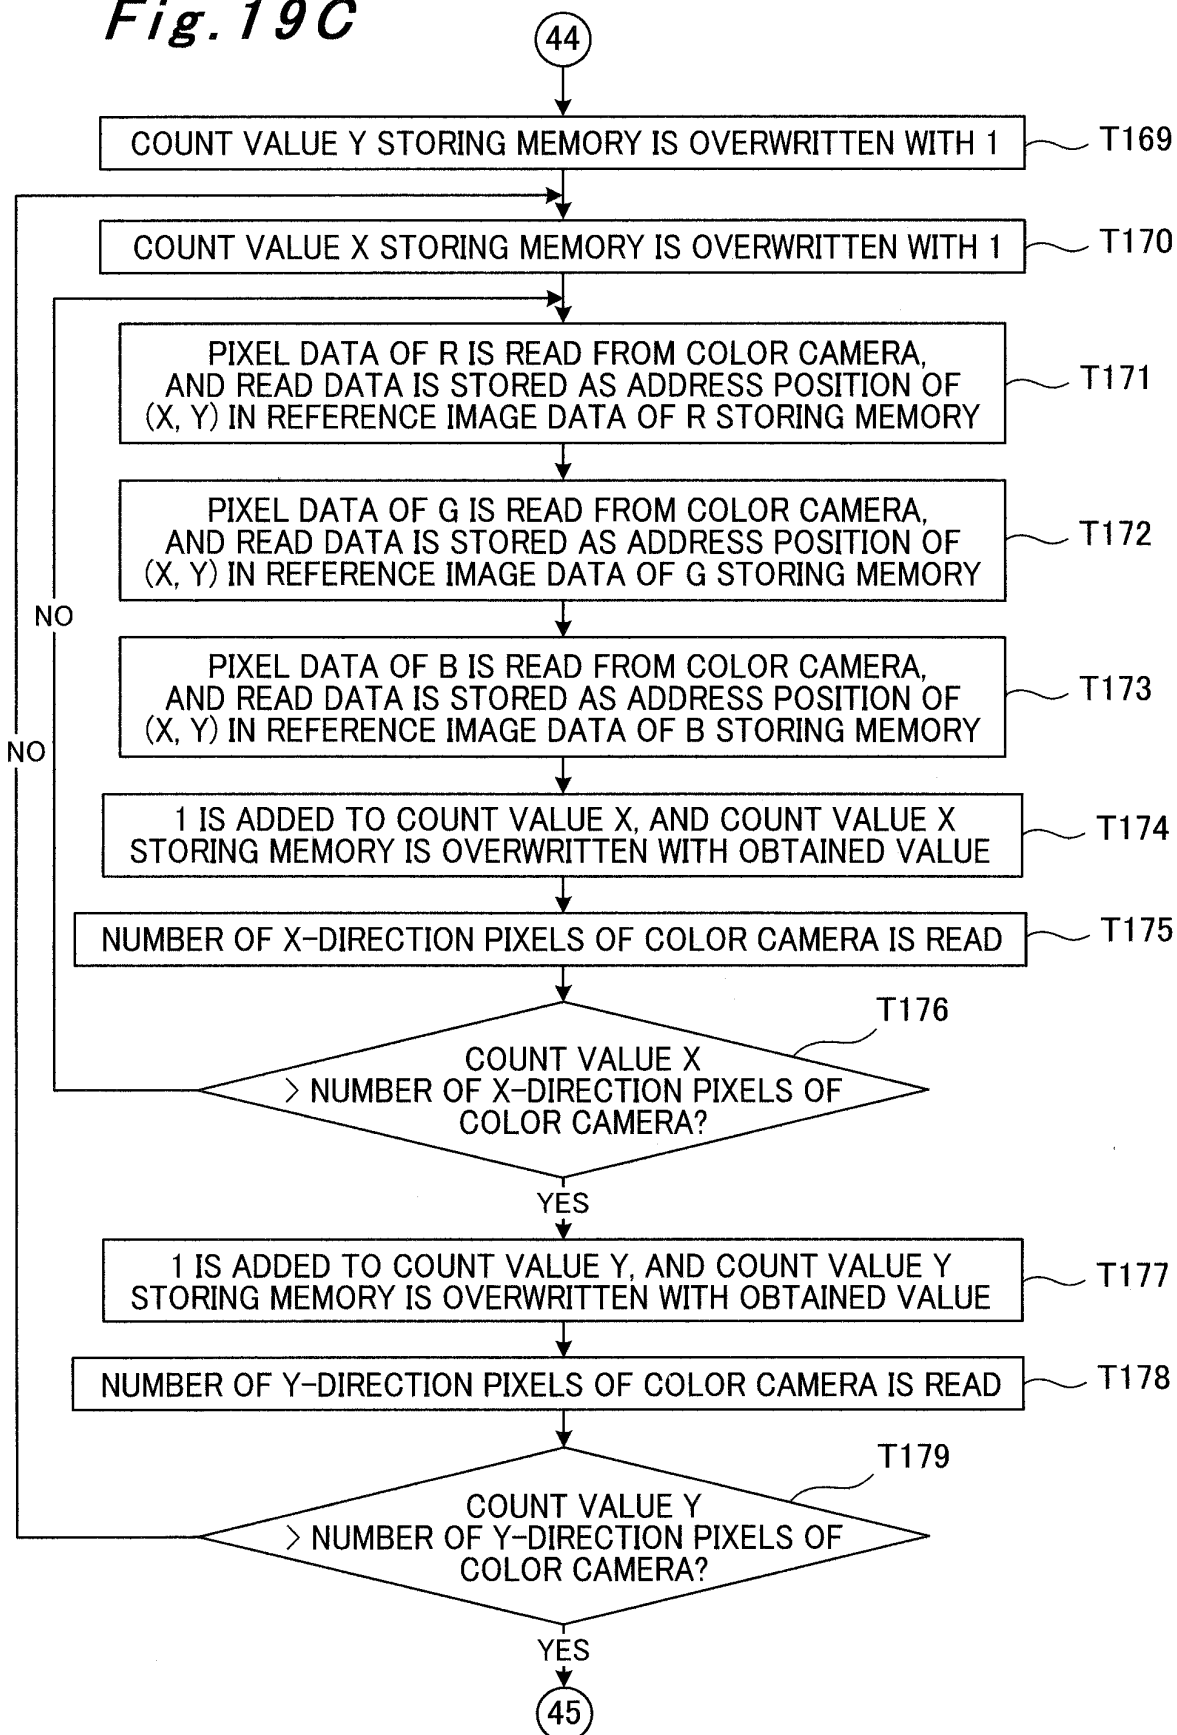 Fig. 19C
44
COUNT VALUE Y STORING MEMORY IS OVERWRITTEN WITH 1
T169
COUNT VALUE X STORING MEMORY IS OVERWRITTEN WITH 1
T170
PIXEL DATA OF R IS READ FROM COLOR CAMERA,
AND READ DATA IS STORED AS ADDRESS POSITION OF
(X, Y) IN REFERENCE IMAGE DATA OF R STORING MEMORY
T171
PIXEL DATA OF G IS READ FROM COLOR CAMERA,
AND READ DATA IS STORED AS ADDRESS POSITION OF
(X, Y) IN REFERENCE IMAGE DATA OF G STORING MEMORY
T172
NO
PIXEL DATA OF B IS READ FROM COLOR CAMERA,
AND READ DATA IS STORED AS ADDRESS POSITION OF
(X, Y) IN REFERENCE IMAGE DATA OF B STORING MEMORY
T173
NO
1 IS ADDED TO COUNT VALUE X, AND COUNT VALUE X
STORING MEMORY IS OVERWRITTEN WITH OBTAINED VALUE
T174
NUMBER OF X-DIRECTION PIXELS OF COLOR CAMERA IS READ
T175
T176
COUNT VALUE X
> NUMBER OF X-DIRECTION PIXELS OF
COLOR CAMERA?
YES
1 IS ADDED TO COUNT VALUE Y, AND COUNT VALUE Y
STORING MEMORY IS OVERWRITTEN WITH OBTAINED VALUE
T177
NUMBER OF Y-DIRECTION PIXELS OF COLOR CAMERA IS READ
T178
T179
COUNT VALUE Y
> NUMBER OF Y-DIRECTION PIXELS OF
COLOR CAMERA?
YES
45